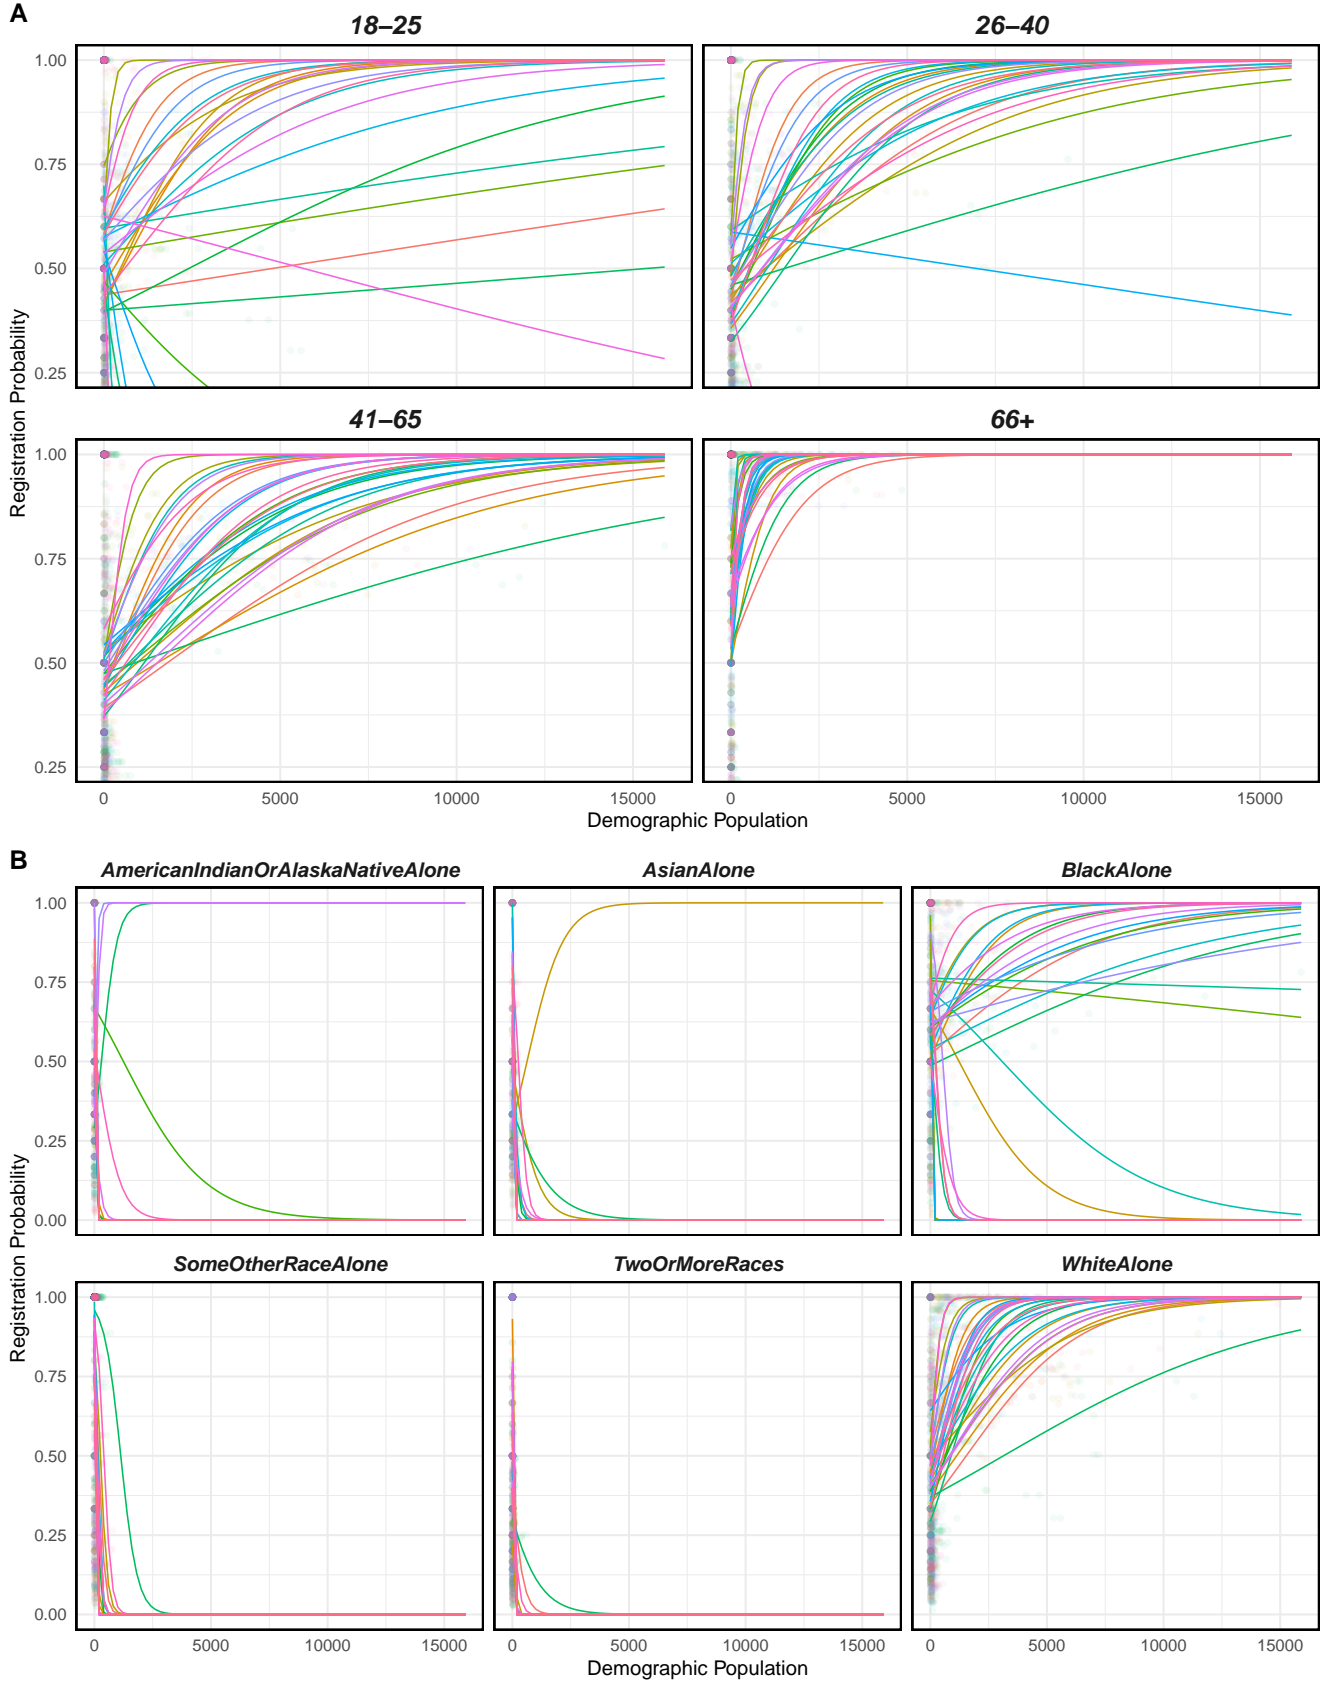 A
18–25
26–40
1.00
0.75
0.50
0.25
41–65
66+
1.00
0.75
0.50
0.25
Registration Probability
0 5000 10000 15000
0 5000 10000 15000
Demographic Population
B
AmericanIndianOrAlaskaNativeAlone
AsianAlone
BlackAlone
1.00
0.75
0.50
0.25
0.00
SomeOtherRaceAlone
TwoOrMoreRaces
WhiteAlone
1.00
0.75
0.50
0.25
0.00
Registration Probability
0 5000 10000 15000
0 5000 10000 15000
0 5000 10000 15000
Demographic Population